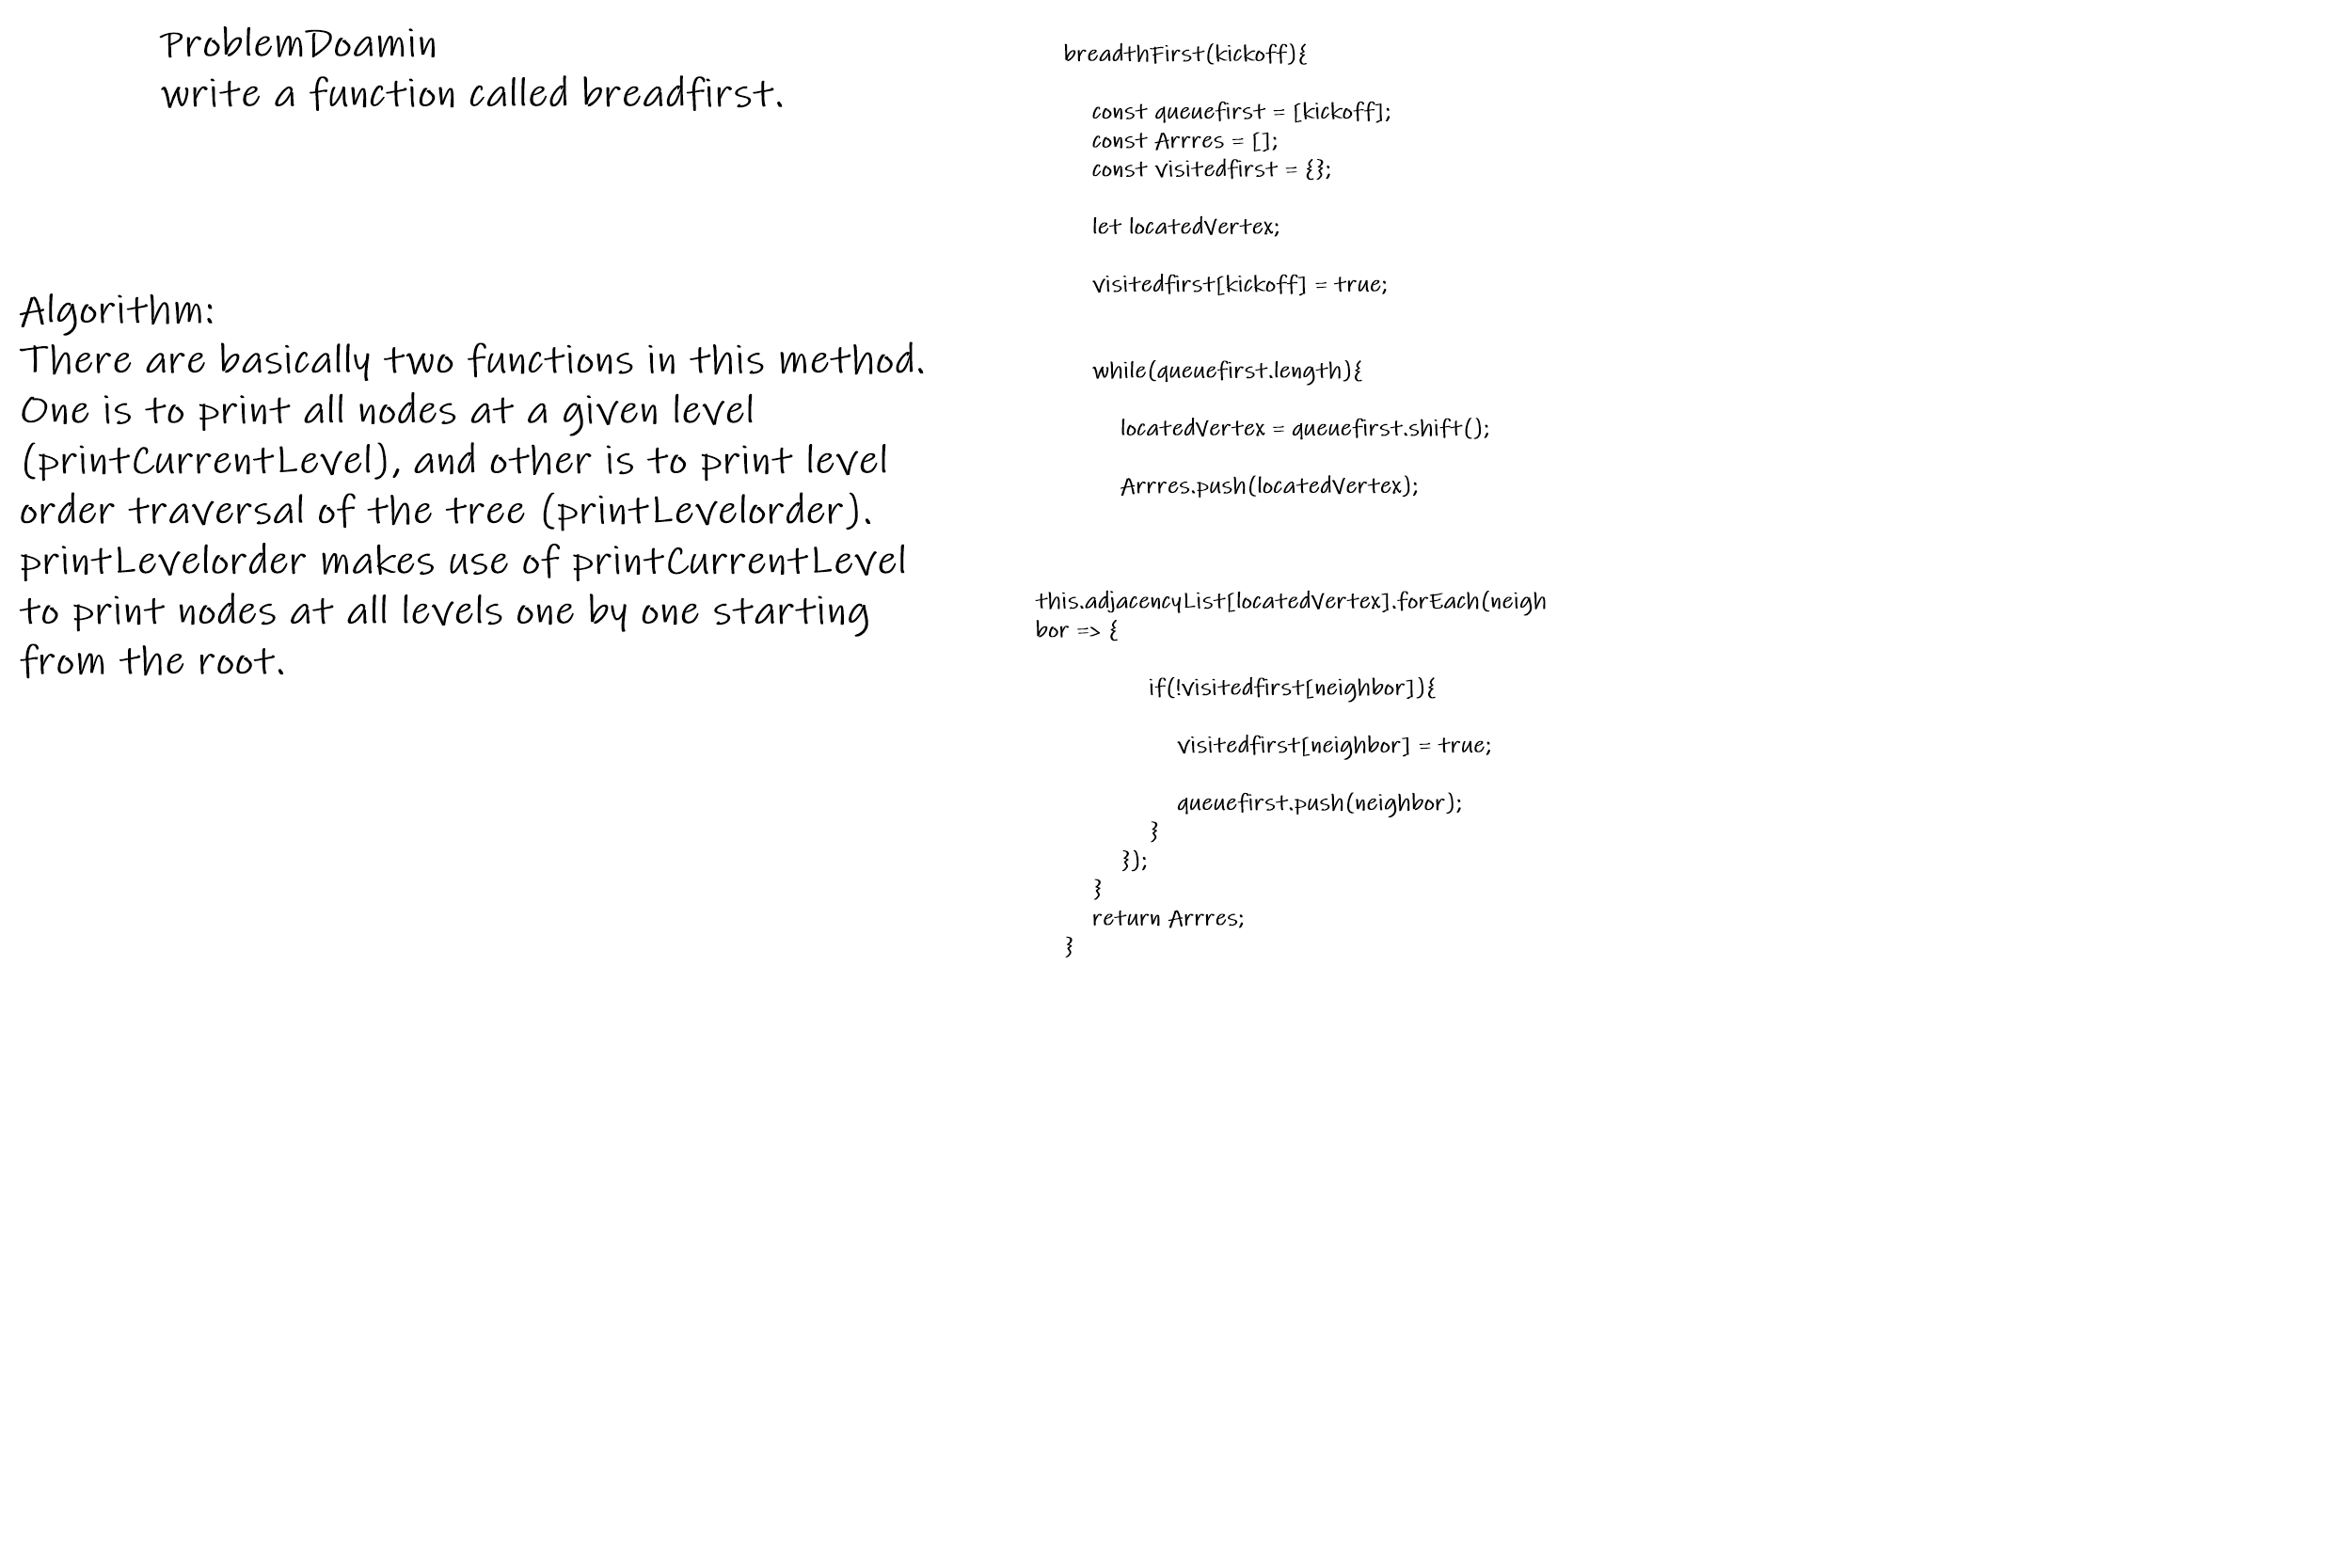 ProblemDoamin
write a function called breadfirst.
Algorithm:
There are basically two functions in this method.
One is to print all nodes at a given level
(printCurrentLevel), and other is to print level
order traversal of the tree (printLevelorder).
printLevelorder makes use of printCurrentLevel
to print nodes at all levels one by one starting
from the root.
breadthFirst(kickoff){
const queuefirst = [kickoff];
const Arrres = [];
const visitedfirst = {};
let locatedVertex;
visitedfirst[kickoff] = true;
while(queuefirst.length){
locatedVertex = queuefirst.shift();
Arrres.push(locatedVertex);
this.adjacencyList[locatedVertex].forEach(neigh
bor => {
if(!visitedfirst[neighbor]){
visitedfirst[neighbor] = true;
queuefirst.push(neighbor);
}
});
}
return Arrres;
}